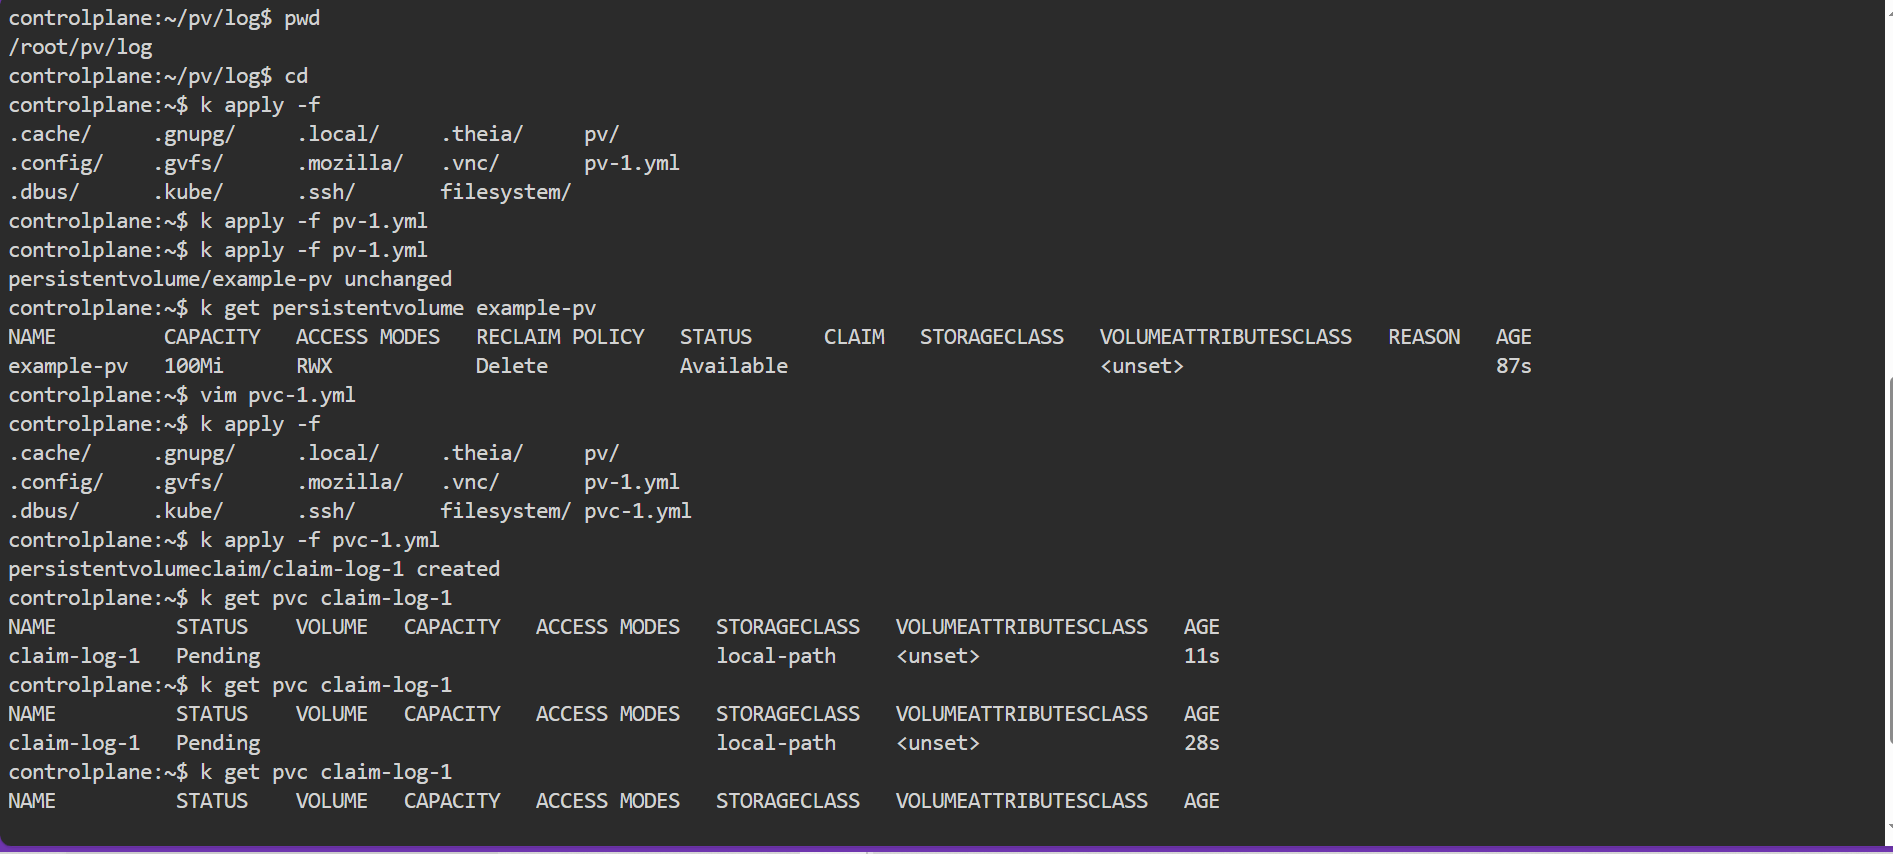 controlplane:~/pv/log$ pwd
/root/pv/log
controlplane:~/pv/log$ cd
controlplane:~$ k apply -f
.cache/     .gnupg/     .local/     .theia/     pv/
.config/    .gvfs/      .mozilla/   .vnc/       pv-1.yml
.dbus/      .kube/      .ssh/       filesystem/
controlplane:~$ k apply -f pv-1.yml
controlplane:~$ k apply -f pv-1.yml
persistentvolume/example-pv unchanged
controlplane:~$ k get persistentvolume example-pv
NAME         CAPACITY   ACCESS MODES   RECLAIM POLICY   STATUS      CLAIM   STORAGECLASS   VOLUMEATTRIBUTESCLASS   REASON   AGE
example-pv   100Mi      RWX            Delete           Available                          <unset>                          87s
controlplane:~$ vim pvc-1.yml
controlplane:~$ k apply -f
.cache/     .gnupg/     .local/     .theia/     pv/
.config/    .gvfs/      .mozilla/   .vnc/       pv-1.yml
.dbus/      .kube/      .ssh/       filesystem/ pvc-1.yml
controlplane:~$ k apply -f pvc-1.yml
persistentvolumeclaim/claim-log-1 created
controlplane:~$ k get pvc claim-log-1
NAME          STATUS    VOLUME   CAPACITY   ACCESS MODES   STORAGECLASS   VOLUMEATTRIBUTESCLASS   AGE
claim-log-1   Pending                                      local-path     <unset>                 11s
controlplane:~$ k get pvc claim-log-1
NAME          STATUS    VOLUME   CAPACITY   ACCESS MODES   STORAGECLASS   VOLUMEATTRIBUTESCLASS   AGE
claim-log-1   Pending                                      local-path     <unset>                 28s
controlplane:~$ k get pvc claim-log-1
NAME          STATUS    VOLUME   CAPACITY   ACCESS MODES   STORAGECLASS   VOLUMEATTRIBUTESCLASS   AGE